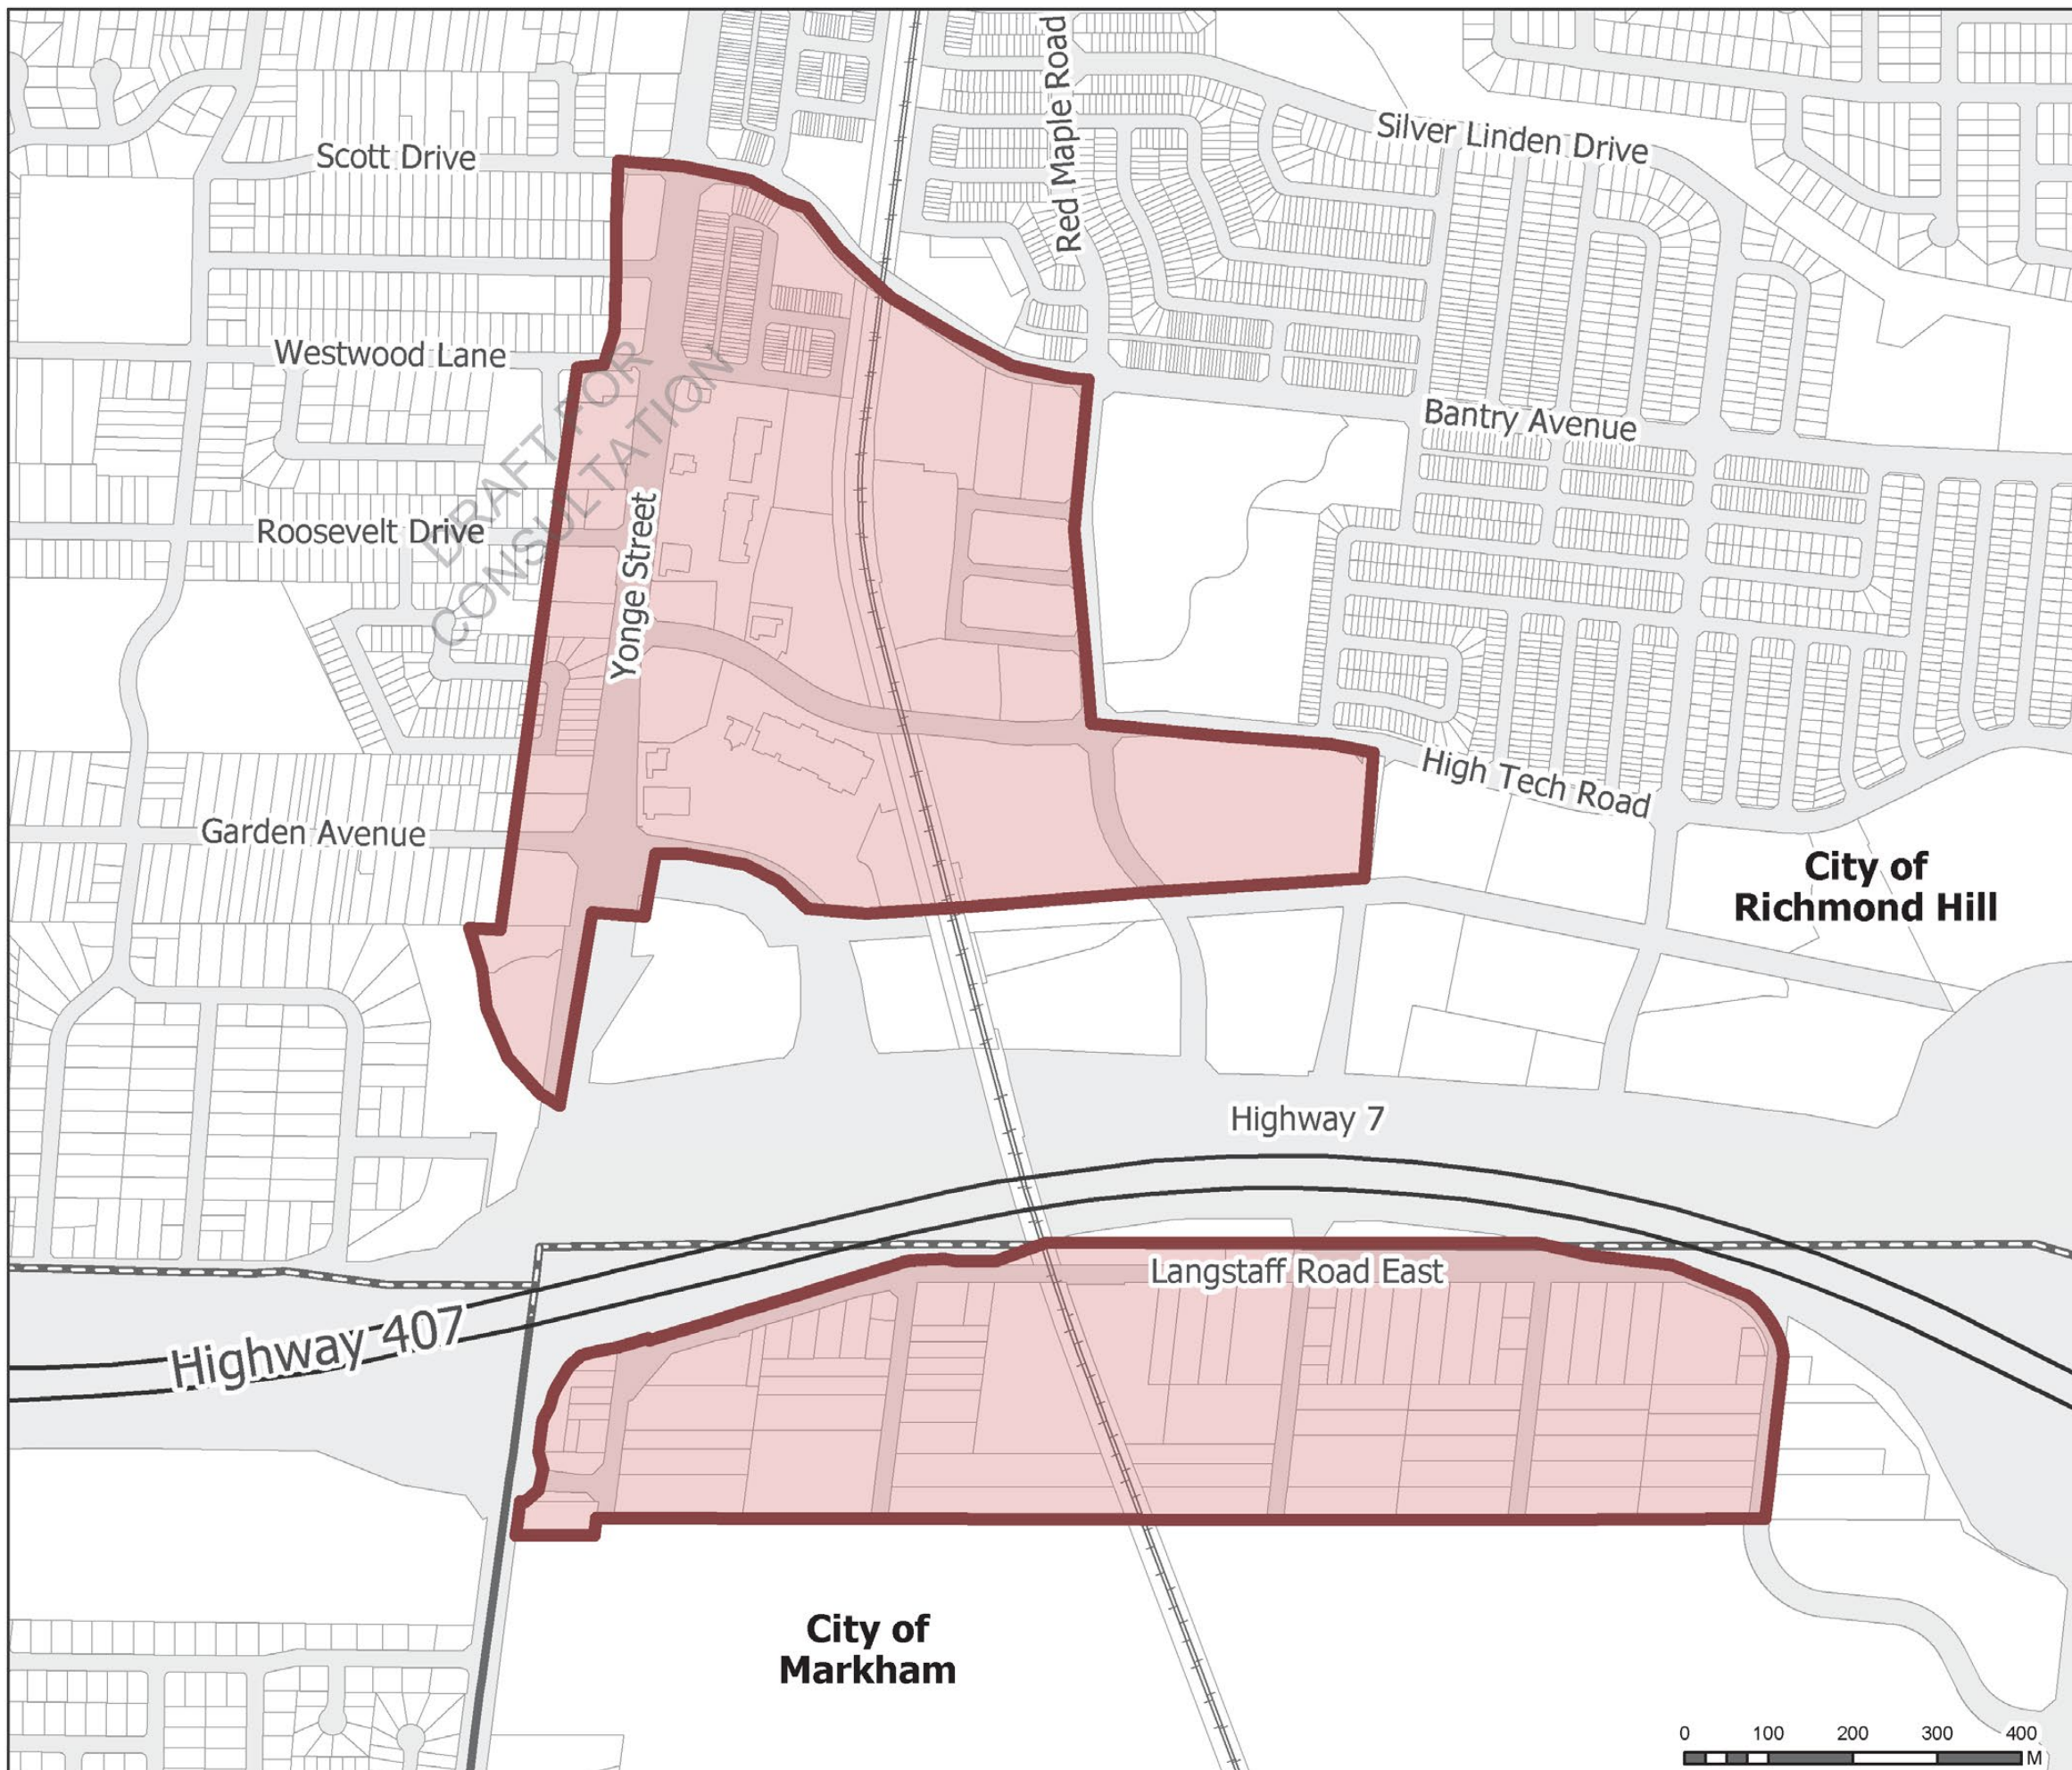 Red Maple Road
Silver Linden Drive
Scott Drive
Westwood Lane
DRAFT FOR
CONSULTATION
Bantry Avenue
Roosevelt Drive
Yonge Street
High Tech Road
Garden Avenue
City of
Richmond Hill
Highway 7
Langstaff Road East
Highway 407
City of
Markham
0 100 200 300 400
M